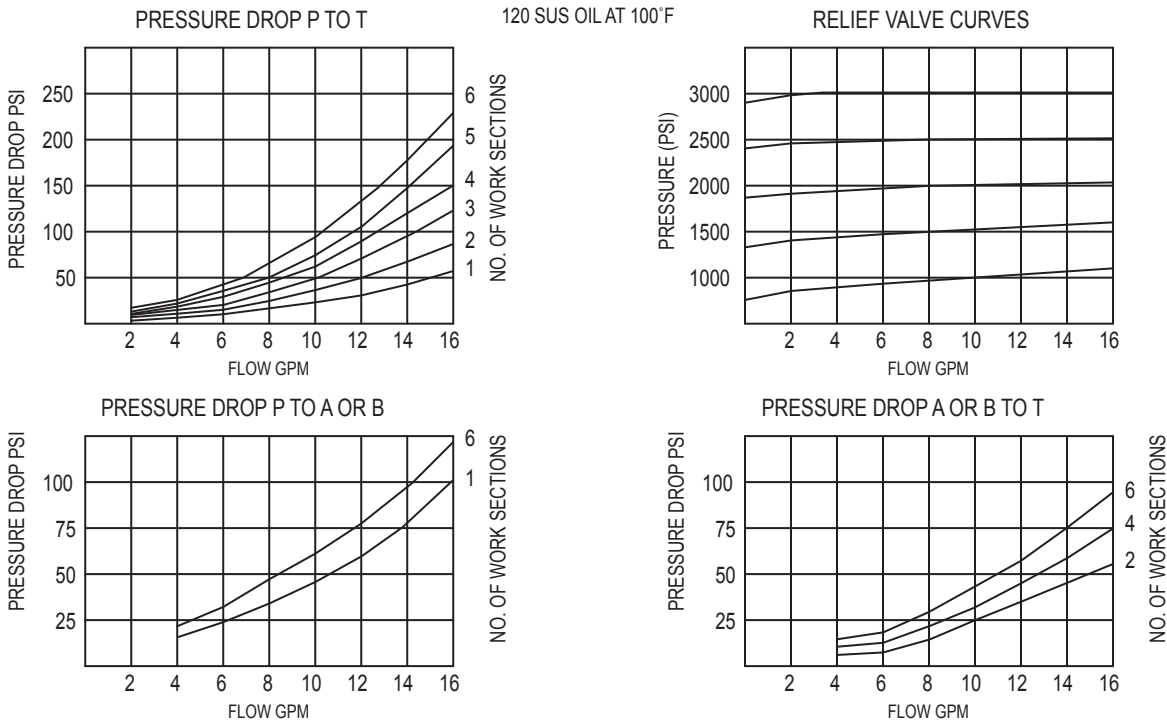 PRESSURE DROP P TO T
120 SUS OIL AT 100˚F
RELIEF VALVE CURVES
PRESSURE DROP PSI
250
200
150
100
50
2 4 6 8 10 12 14 16
FLOW GPM
6
5
4
3
2
1
NO. OF WORK SECTIONS
PRESSURE (PSI)
3000
2500
2000
1500
1000
2 4 6 8 10 12 14 16
FLOW GPM
PRESSURE DROP P TO A OR B
PRESSURE DROP PSI
100
75
50
25
2 4 6 8 10 12 14 16
FLOW GPM
6
1
NO. OF WORK SECTIONS
PRESSURE DROP A OR B TO T
PRESSURE DROP PSI
100
75
50
25
2 4 6 8 10 12 14 16
FLOW GPM
6
4
2
NO. OF WORK SECTIONS